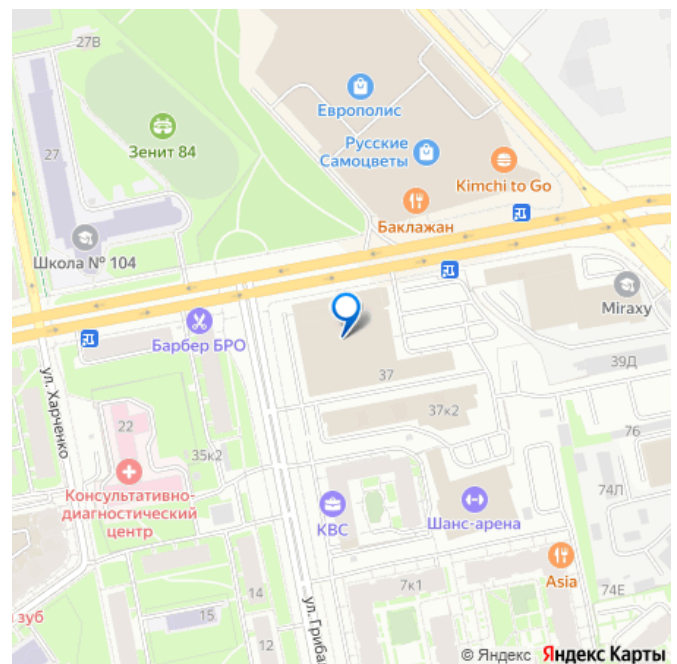 27В
Европолис
Зенит 84
Русские
Самоцветы
27
Kimchi to Go
Баклажан
Школа № 104
Miraxy
Барбер БРО
39Д
37
ул. Харченко
37к2
22
76
35к2
Консультативно-
диагностический
центр
74Л
КВС
Шанс-арена
Asia
7к1
74Е
14
зуб
15
ул. Гриба
12
© Яндекс Яндекс Карты